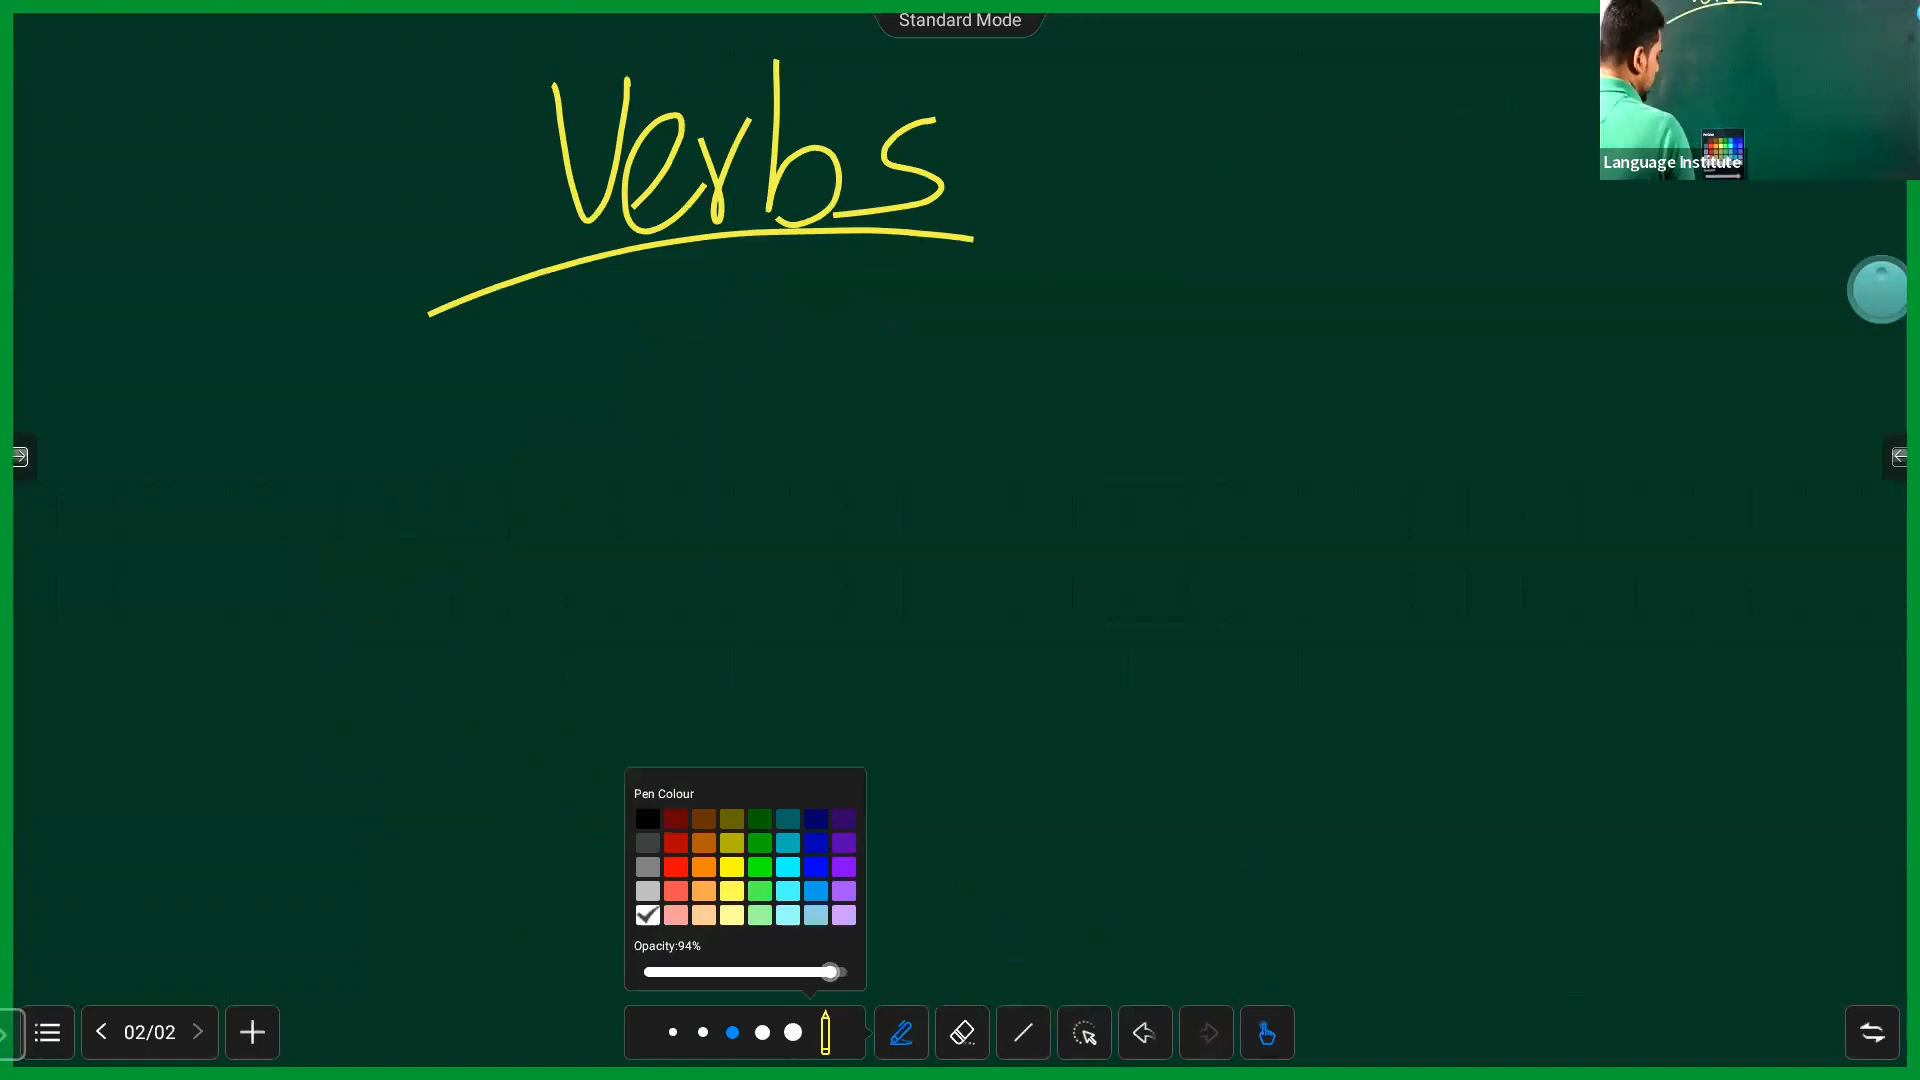 Standard Mode
Verbs
Language Institute
Pen Colour
Opacity:94%
02/02